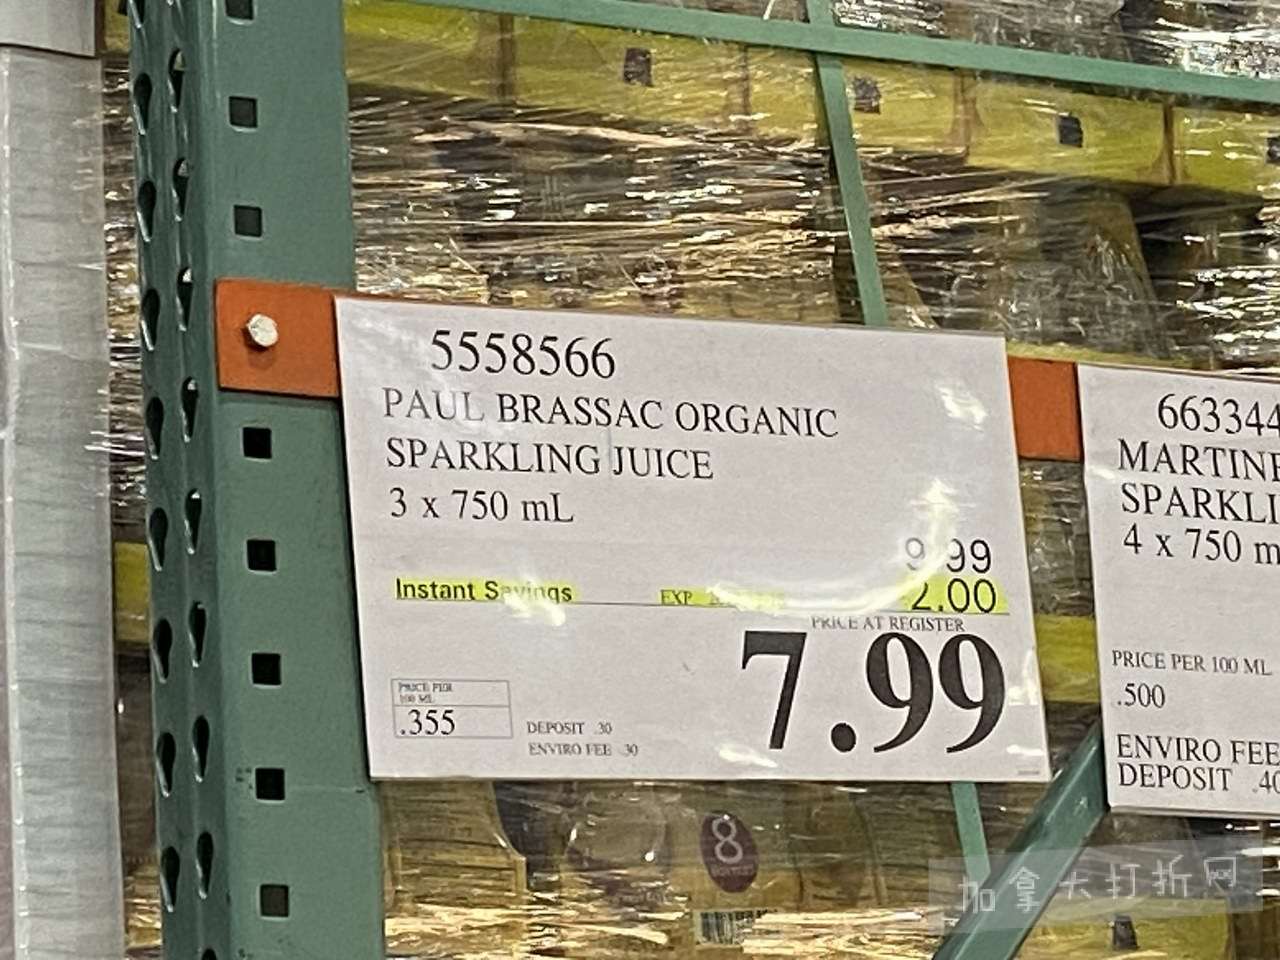 5558566
PAUL BRASSAC ORGANIC
SPARKLING JUICE
3 x 750 mL
9.99
Instant Savings EXP.
2.00
PRICE AT REGISTER
7.99
PRICE PER
100 ML
.355
DEPOSIT .30
ENVIRO FEE .30
663344
MARTINE
SPARKLI
4 x 750 m
PRICE PER 100 ML
.500
ENVIRO FEE
DEPOSIT .40
8
加拿大打折网